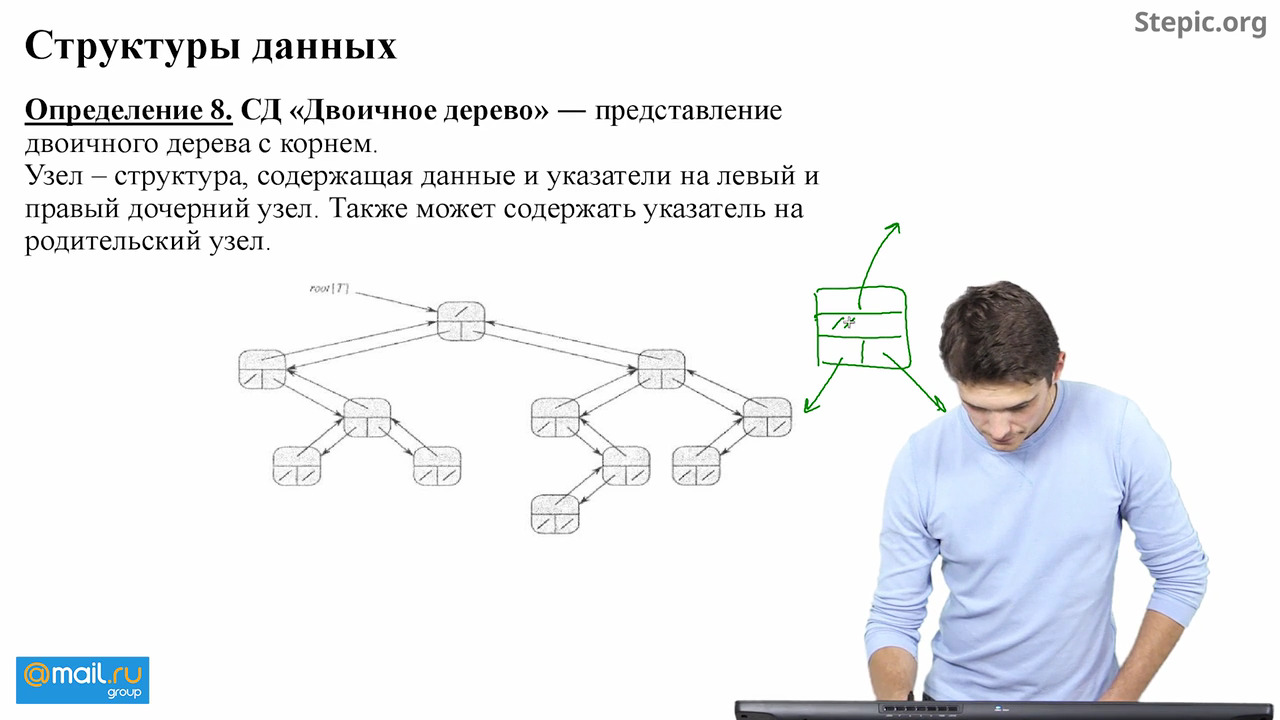 Stepic.org
Структуры данных
Определение 8. СД «Двоичное дерево» — представление
двоичного дерева с корнем.
Узел – структура, содержащая данные и указатели на левый и
правый дочерний узел. Также может содержать указатель на
родительский узел.
root[T]
@mail.ru
group